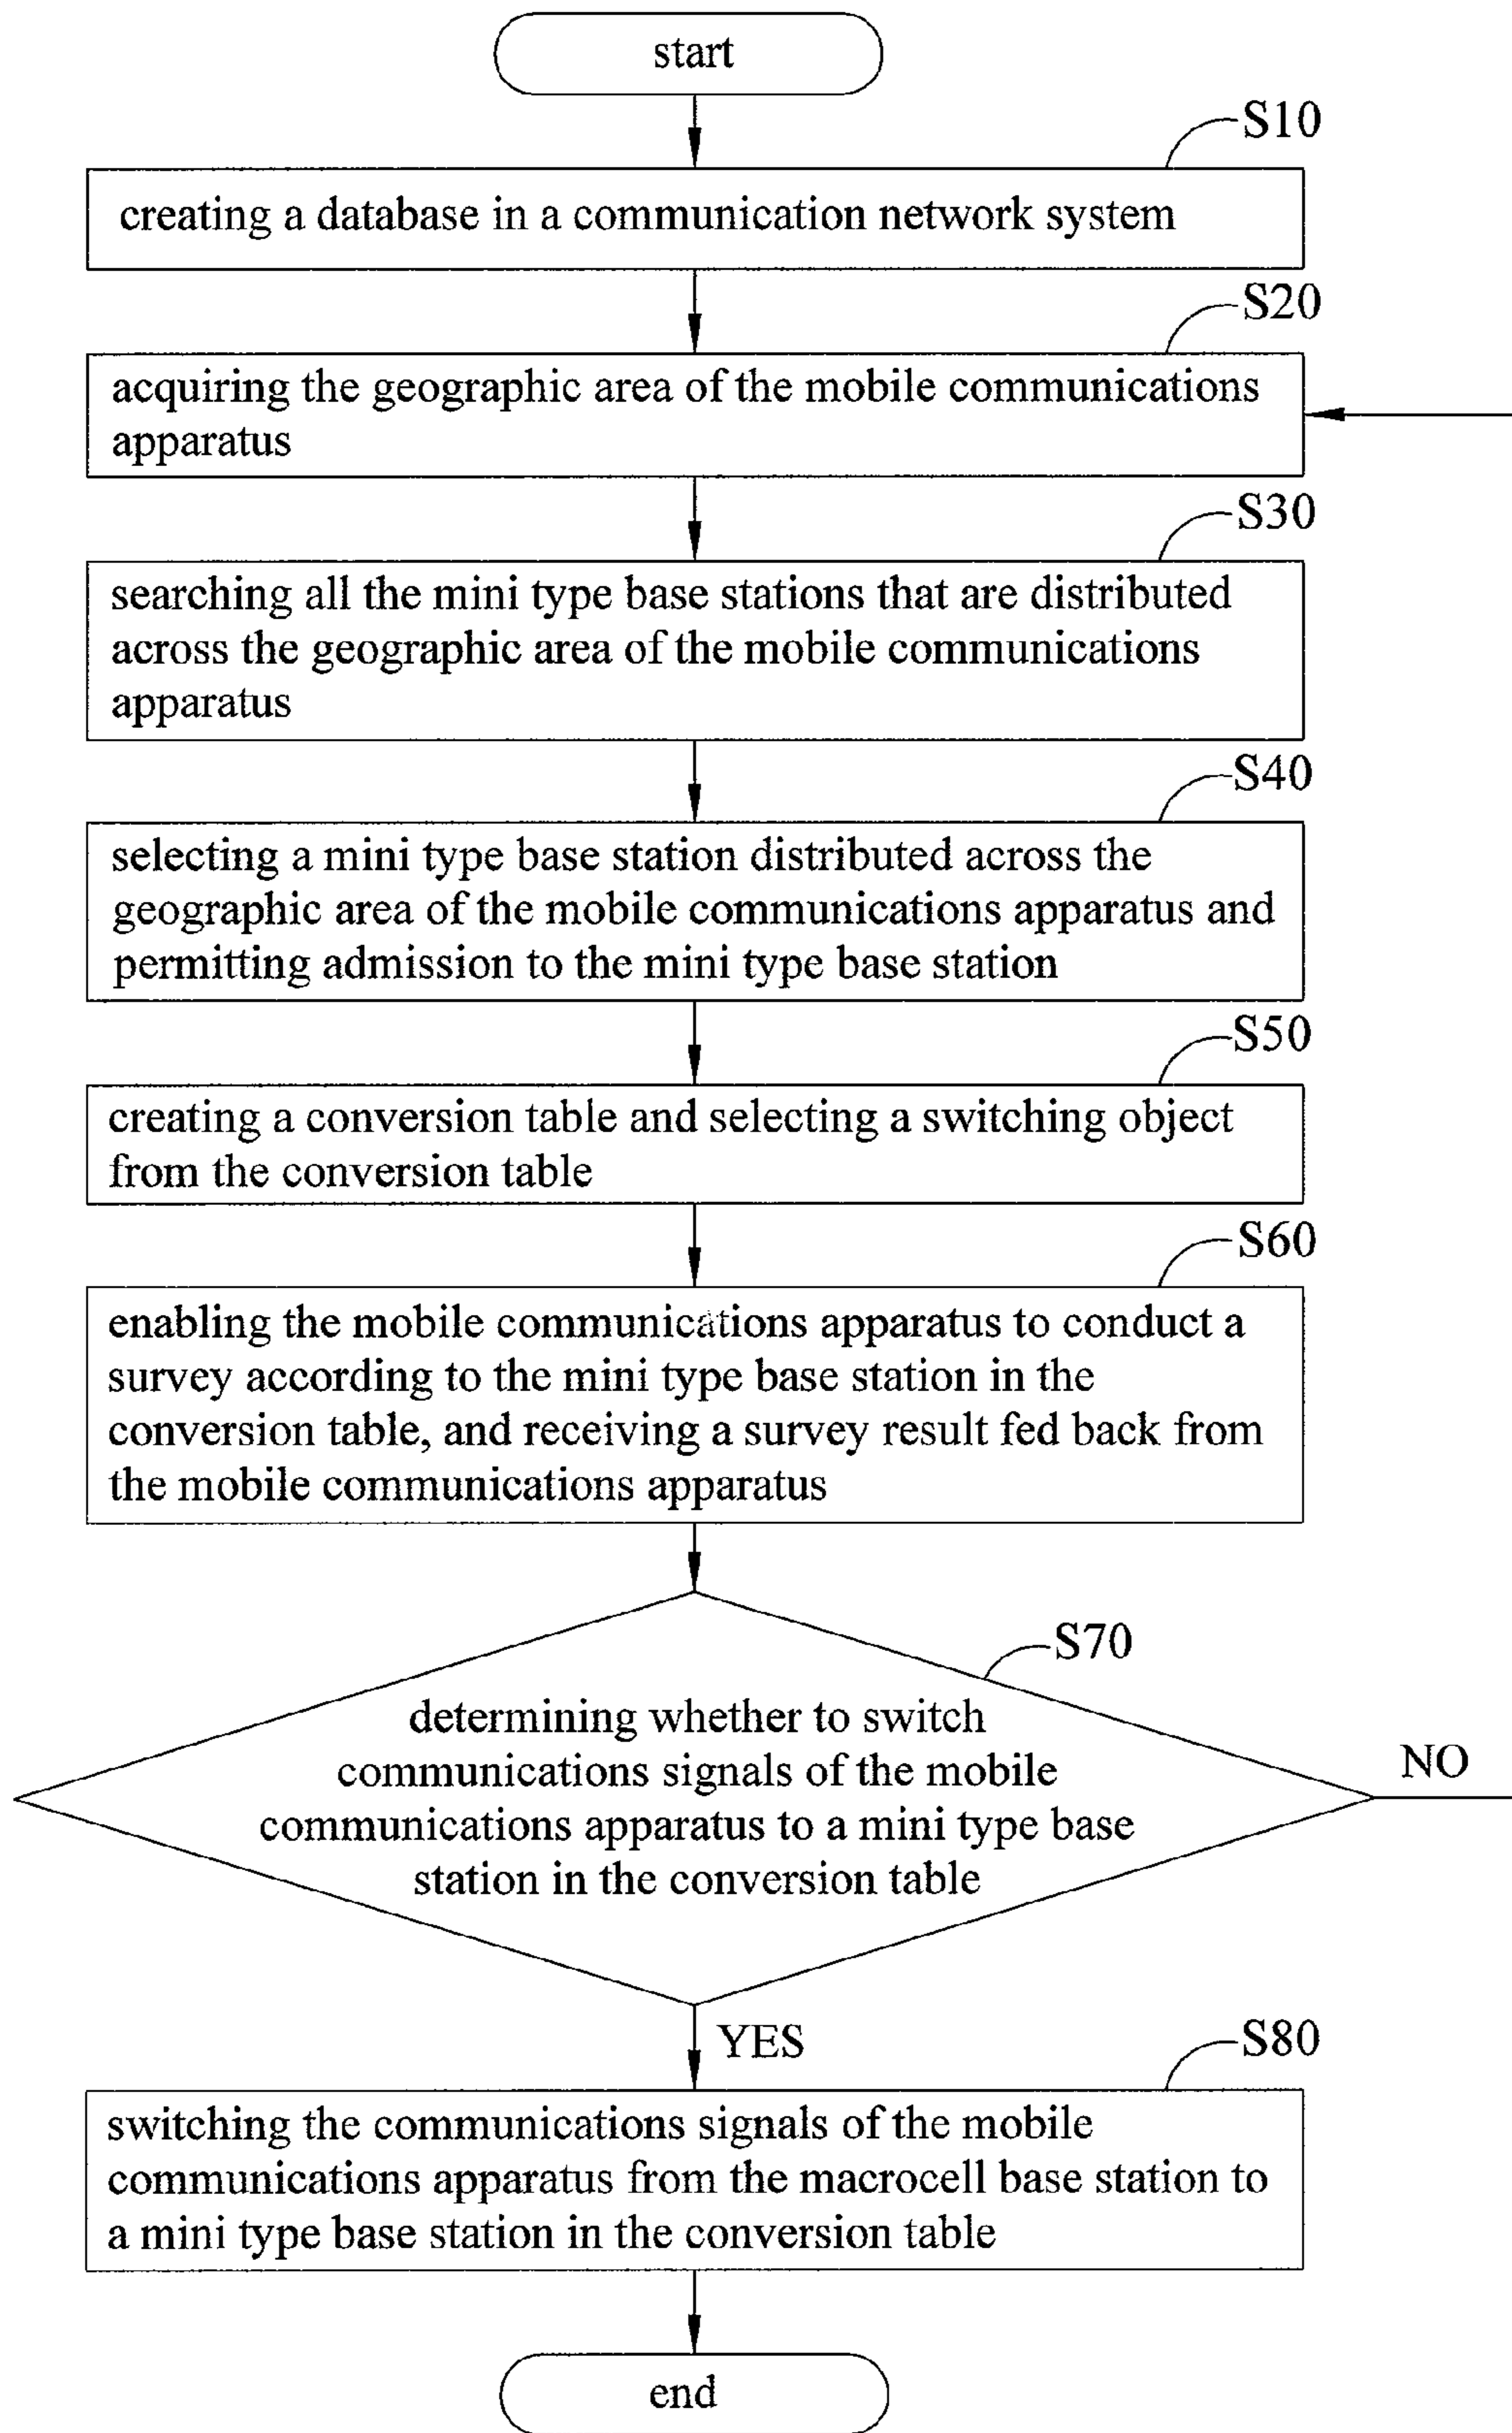 start
S10
creating a database in a communication network system
S20
acquiring the geographic area of the mobile communications
apparatus
S30
searching all the mini type base stations that are distributed
across the geographic area of the mobile communications
apparatus
S40
selecting a mini type base station distributed across the
geographic area of the mobile communications apparatus and
permitting admission to the mini type base station
S50
creating a conversion table and selecting a switching object
from the conversion table
S60
enabling the mobile communications apparatus to conduct a
survey according to the mini type base station in the
conversion table, and receiving a survey result fed back from
the mobile communications apparatus
S70
determining whether to switch
communications signals of the mobile
communications apparatus to a mini type base
station in the conversion table
NO
YES
S80
switching the communications signals of the mobile
communications apparatus from the macrocell base station to
a mini type base station in the conversion table
end